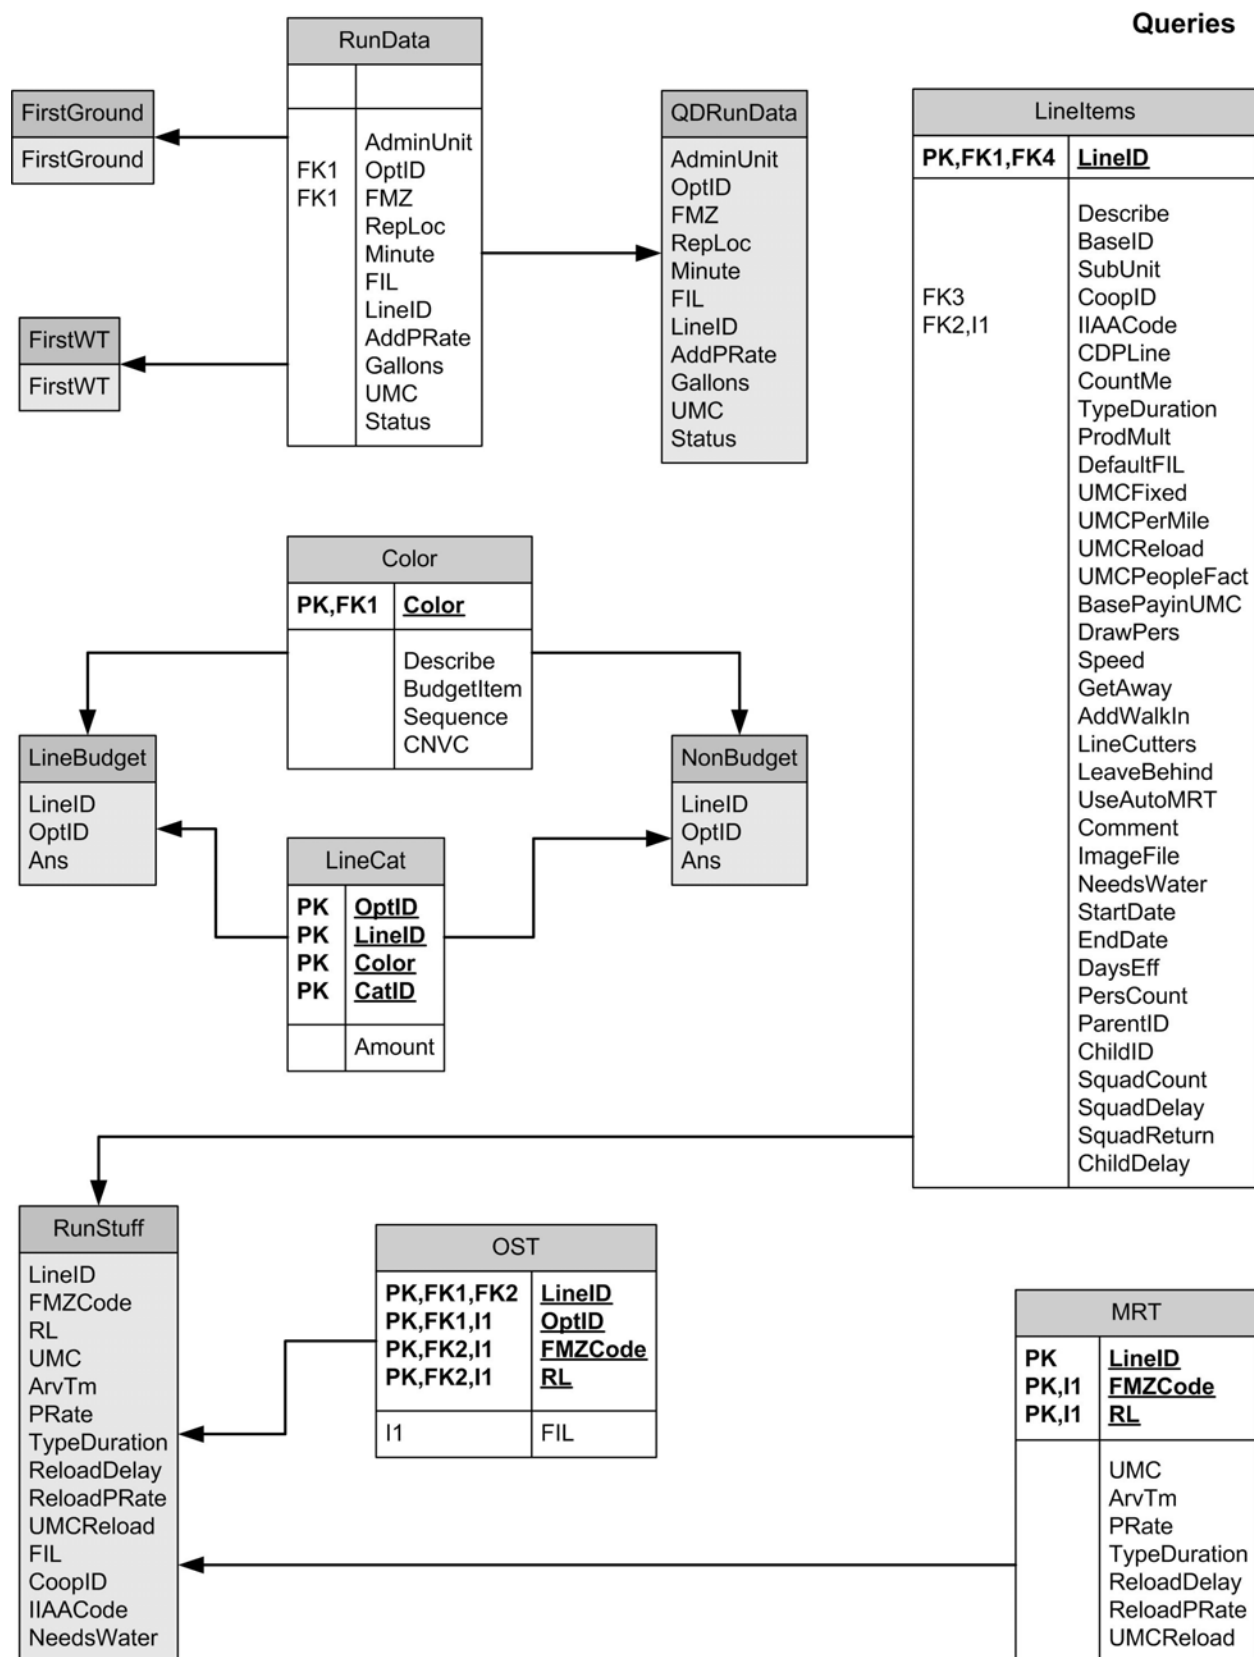 Queries
RunData
AdminUnit
FK1 OptID
FK1 FMZ
RepLoc
Minute
FIL
LineID
AddPRate
Gallons
UMC
Status
FirstGround
FirstGround
FirstWT
FirstWT
QDRunData
AdminUnit
OptID
FMZ
RepLoc
Minute
FIL
LineID
AddPRate
Gallons
UMC
Status
LineItems
PK,FK1,FK4 LineID
Describe
BaseID
SubUnit
FK3 CoopID
FK2,I1 IIAACode
CDPLine
CountMe
TypeDuration
ProdMult
DefaultFIL
UMCFixed
UMCPerMile
UMCReload
UMCPeopleFact
BasePayinUMC
DrawPers
Speed
GetAway
AddWalkIn
LineCutters
LeaveBehind
UseAutoMRT
Comment
ImageFile
NeedsWater
StartDate
EndDate
DaysEff
PersCount
ParentID
ChildID
SquadCount
SquadDelay
SquadReturn
ChildDelay
Color
PK,FK1 Color
Describe
BudgetItem
Sequence
CNVC
LineBudget
LineID
OptID
Ans
NonBudget
LineID
OptID
Ans
LineCat
PK OptID
PK LineID
PK Color
PK CatID
Amount
RunStuff
LineID
FMZCode
RL
UMC
ArvTm
PRate
TypeDuration
ReloadDelay
ReloadPRate
UMCReload
FIL
CoopID
IIAACode
NeedsWater
OST
PK,FK1,FK2 LineID
PK,FK1,I1 OptID
PK,FK2,I1 FMZCode
PK,FK2,I1 RL
I1 FIL
MRT
PK LineID
PK,I1 FMZCode
PK,I1 RL
UMC
ArvTm
PRate
TypeDuration
ReloadDelay
ReloadPRate
UMCReload